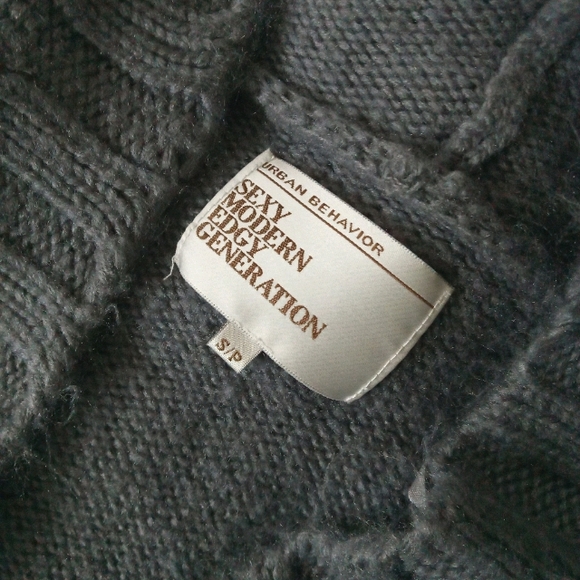 URBAN BEHAVIOR
SEXY
MODERN
EDGY
GENERATION
S/P